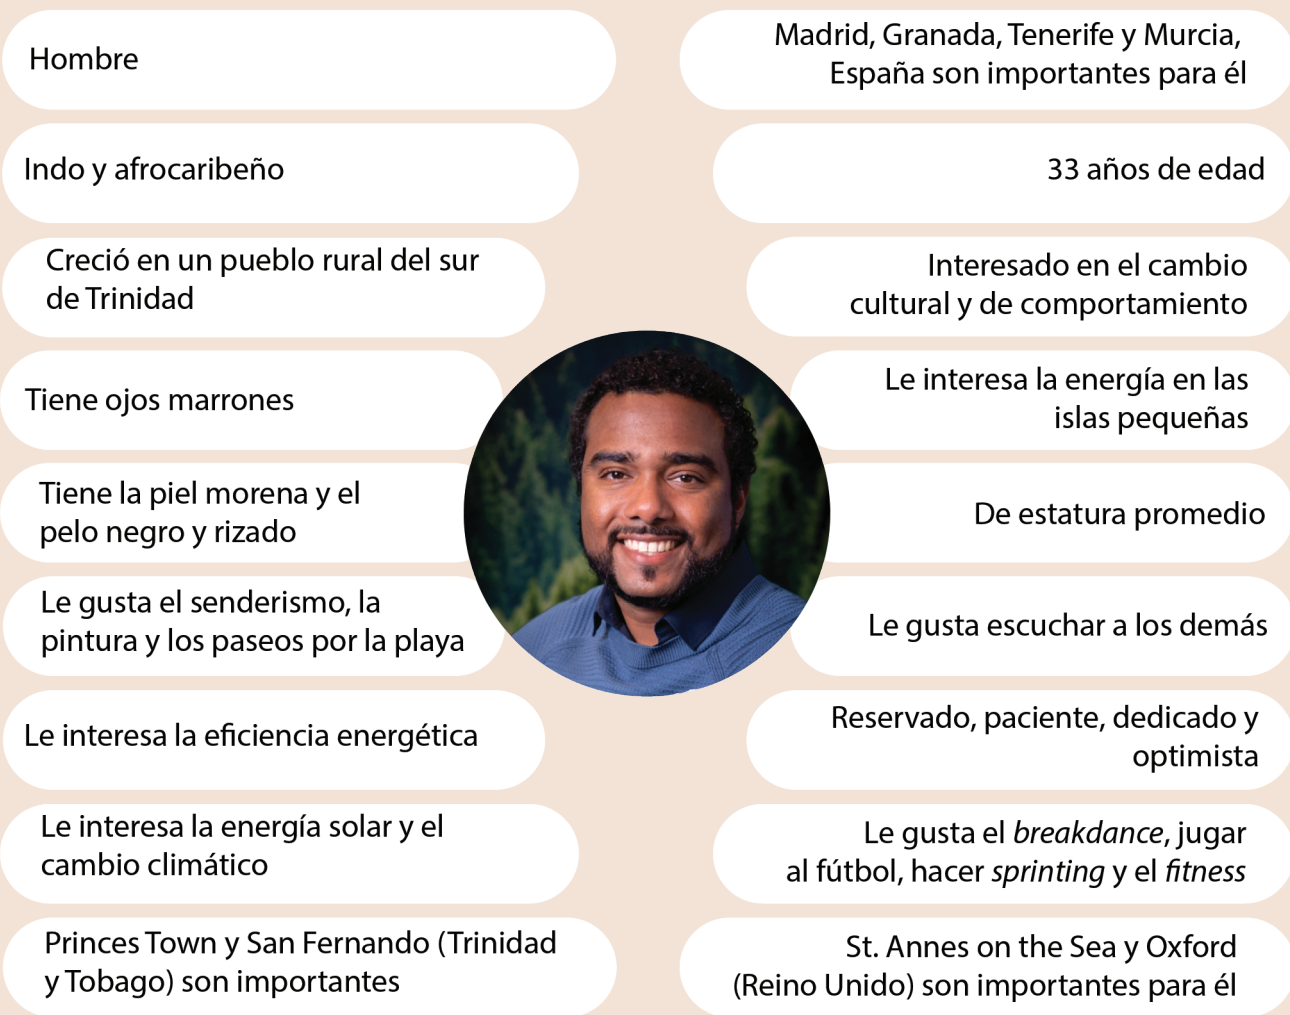 Hombre
Indo y afrocaribeño
Creció en un pueblo rural del sur
de Trinidad
Tiene ojos marrones
Tiene la piel morena y el
pelo negro y rizado
Le gusta el senderismo, la
pintura y los paseos por la playa
Le interesa la eficiencia energética
Le interesa la energía solar y el
cambio climático
Princes Town y San Fernando (Trinidad
y Tobago) son importantes
Madrid, Granada, Tenerife y Murcia,
España son importantes para él
33 años de edad
Interesado en el cambio
cultural y de comportamiento
Le interesa la energía en las
islas pequeñas
De estatura promedio
Le gusta escuchar a los demás
Reservado, paciente, dedicado y
optimista
Le gusta el breakdance, jugar
al fútbol, hacer sprinting y el fitness
St. Annes on the Sea y Oxford
(Reino Unido) son importantes para él